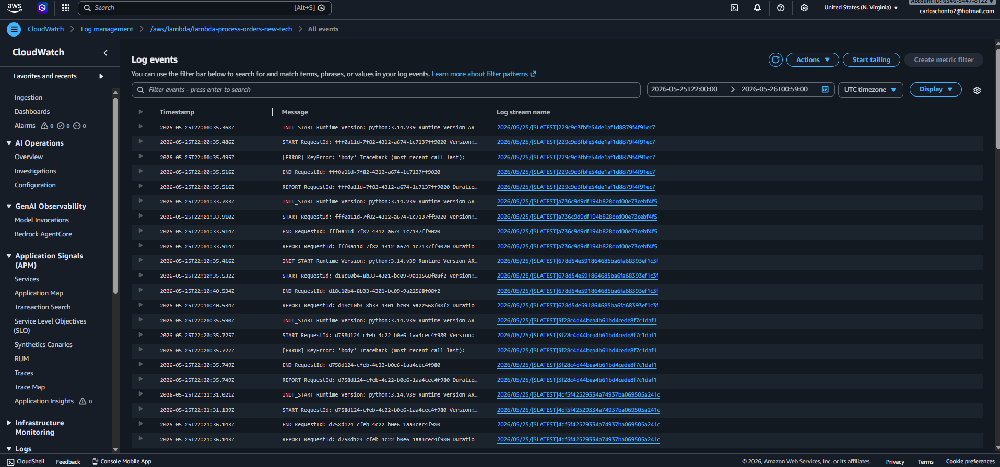 aws
Search
[Alt+S]
United States (N. Virginia)
Account ID: 6546-5447-8122
carloschonto2@hotmail.com
CloudWatch
Log management
/aws/lambda/lambda-process-orders-new-tech
All events
CloudWatch
Favorites and recents
Ingestion
Dashboards
Alarms 0 0 0
AI Operations
Overview
Investigations
Configuration
GenAI Observability
Model Invocations
Bedrock AgentCore
Application Signals
(APM)
Services
Application Map
Transaction Search
Service Level Objectives
(SLO)
Synthetics Canaries
RUM
Traces
Trace Map
Application Insights 0
Infrastructure
Monitoring
Logs
Log events
Actions
Start tailing
Create metric filter
You can use the filter bar below to search for and match terms, phrases, or values in your log events. Learn more about filter patterns
Filter events - press enter to search
2026-05-25T22:00:00
2026-05-26T00:59:00
UTC timezone
Display
Timestamp Message Log stream name
2026-05-25T22:00:35.368Z INIT_START Runtime Version: python:3.14.v39 Runtime Version AR… 2026/05/25/[$LATEST]229c9d3fbfe54de1af1d8879f4f91ec7
2026-05-25T22:00:35.486Z START RequestId: fff0a11d-7f82-4312-a674-1c7137ff9020 Version:… 2026/05/25/[$LATEST]229c9d3fbfe54de1af1d8879f4f91ec7
2026-05-25T22:00:35.495Z [ERROR] KeyError: 'body' Traceback (most recent call last): … 2026/05/25/[$LATEST]229c9d3fbfe54de1af1d8879f4f91ec7
2026-05-25T22:00:35.516Z END RequestId: fff0a11d-7f82-4312-a674-1c7137ff9020 2026/05/25/[$LATEST]229c9d3fbfe54de1af1d8879f4f91ec7
2026-05-25T22:00:35.516Z REPORT RequestId: fff0a11d-7f82-4312-a674-1c7137ff9020 Duratio… 2026/05/25/[$LATEST]229c9d3fbfe54de1af1d8879f4f91ec7
2026-05-25T22:01:33.783Z INIT_START Runtime Version: python:3.14.v39 Runtime Version AR… 2026/05/25/[$LATEST]a736c9d9df194b828dcd00e73cebf4f5
2026-05-25T22:01:33.910Z START RequestId: fff0a11d-7f82-4312-a674-1c7137ff9020 Version:… 2026/05/25/[$LATEST]a736c9d9df194b828dcd00e73cebf4f5
2026-05-25T22:01:33.914Z END RequestId: fff0a11d-7f82-4312-a674-1c7137ff9020 2026/05/25/[$LATEST]a736c9d9df194b828dcd00e73cebf4f5
2026-05-25T22:01:33.914Z REPORT RequestId: fff0a11d-7f82-4312-a674-1c7137ff9020 Duratio… 2026/05/25/[$LATEST]a736c9d9df194b828dcd00e73cebf4f5
2026-05-25T22:10:35.416Z INIT_START Runtime Version: python:3.14.v39 Runtime Version AR… 2026/05/25/[$LATEST]678d54e591864685ba6fa68393ef1c3f
2026-05-25T22:10:35.532Z START RequestId: d18c10b4-8b33-4301-bc09-9a22568f08f2 Version:… 2026/05/25/[$LATEST]678d54e591864685ba6fa68393ef1c3f
2026-05-25T22:10:40.534Z END RequestId: d18c10b4-8b33-4301-bc09-9a22568f08f2 2026/05/25/[$LATEST]678d54e591864685ba6fa68393ef1c3f
2026-05-25T22:10:40.534Z REPORT RequestId: d18c10b4-8b33-4301-bc09-9a22568f08f2 Duratio… 2026/05/25/[$LATEST]678d54e591864685ba6fa68393ef1c3f
2026-05-25T22:20:35.590Z INIT_START Runtime Version: python:3.14.v39 Runtime Version AR… 2026/05/25/[$LATEST]3f28c4d44bea4b61bd4cede8f7c1daf1
2026-05-25T22:20:35.725Z START RequestId: d758d124-cfeb-4c22-b0e6-1aa4cec4f980 Version:… 2026/05/25/[$LATEST]3f28c4d44bea4b61bd4cede8f7c1daf1
2026-05-25T22:20:35.727Z [ERROR] KeyError: 'body' Traceback (most recent call last): … 2026/05/25/[$LATEST]3f28c4d44bea4b61bd4cede8f7c1daf1
2026-05-25T22:20:35.749Z END RequestId: d758d124-cfeb-4c22-b0e6-1aa4cec4f980 2026/05/25/[$LATEST]3f28c4d44bea4b61bd4cede8f7c1daf1
2026-05-25T22:20:35.749Z REPORT RequestId: d758d124-cfeb-4c22-b0e6-1aa4cec4f980 Duratio… 2026/05/25/[$LATEST]3f28c4d44bea4b61bd4cede8f7c1daf1
2026-05-25T22:21:31.021Z INIT_START Runtime Version: python:3.14.v39 Runtime Version AR… 2026/05/25/[$LATEST]4df5f42529334a74937ba069505a241c
2026-05-25T22:21:31.139Z START RequestId: d758d124-cfeb-4c22-b0e6-1aa4cec4f980 Version:… 2026/05/25/[$LATEST]4df5f42529334a74937ba069505a241c
2026-05-25T22:21:36.143Z END RequestId: d758d124-cfeb-4c22-b0e6-1aa4cec4f980 2026/05/25/[$LATEST]4df5f42529334a74937ba069505a241c
2026-05-25T22:21:36.143Z REPORT RequestId: d758d124-cfeb-4c22-b0e6-1aa4cec4f980 Duratio… 2026/05/25/[$LATEST]4df5f42529334a74937ba069505a241c
CloudShell
Feedback
Console Mobile App
© 2026, Amazon Web Services, Inc. or its affiliates.
Privacy
Terms
Cookie preferences